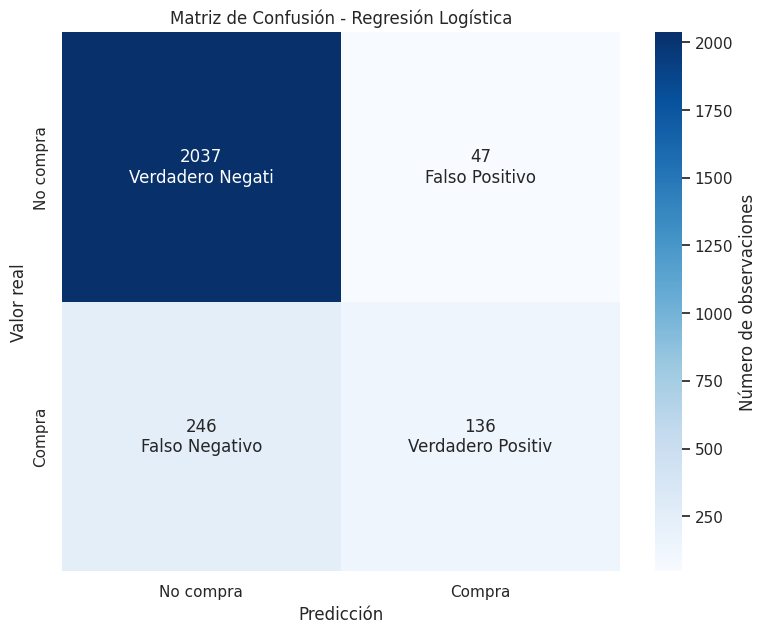 Matriz de Confusión - Regresión Logística
No compra
2037
Verdadero Negati
47
Falso Positivo
Valor real
Compra
246
Falso Negativo
136
Verdadero Positiv
No compra
Compra
Predicción
2000
1750
1500
1250
1000
750
500
250
Número de observaciones